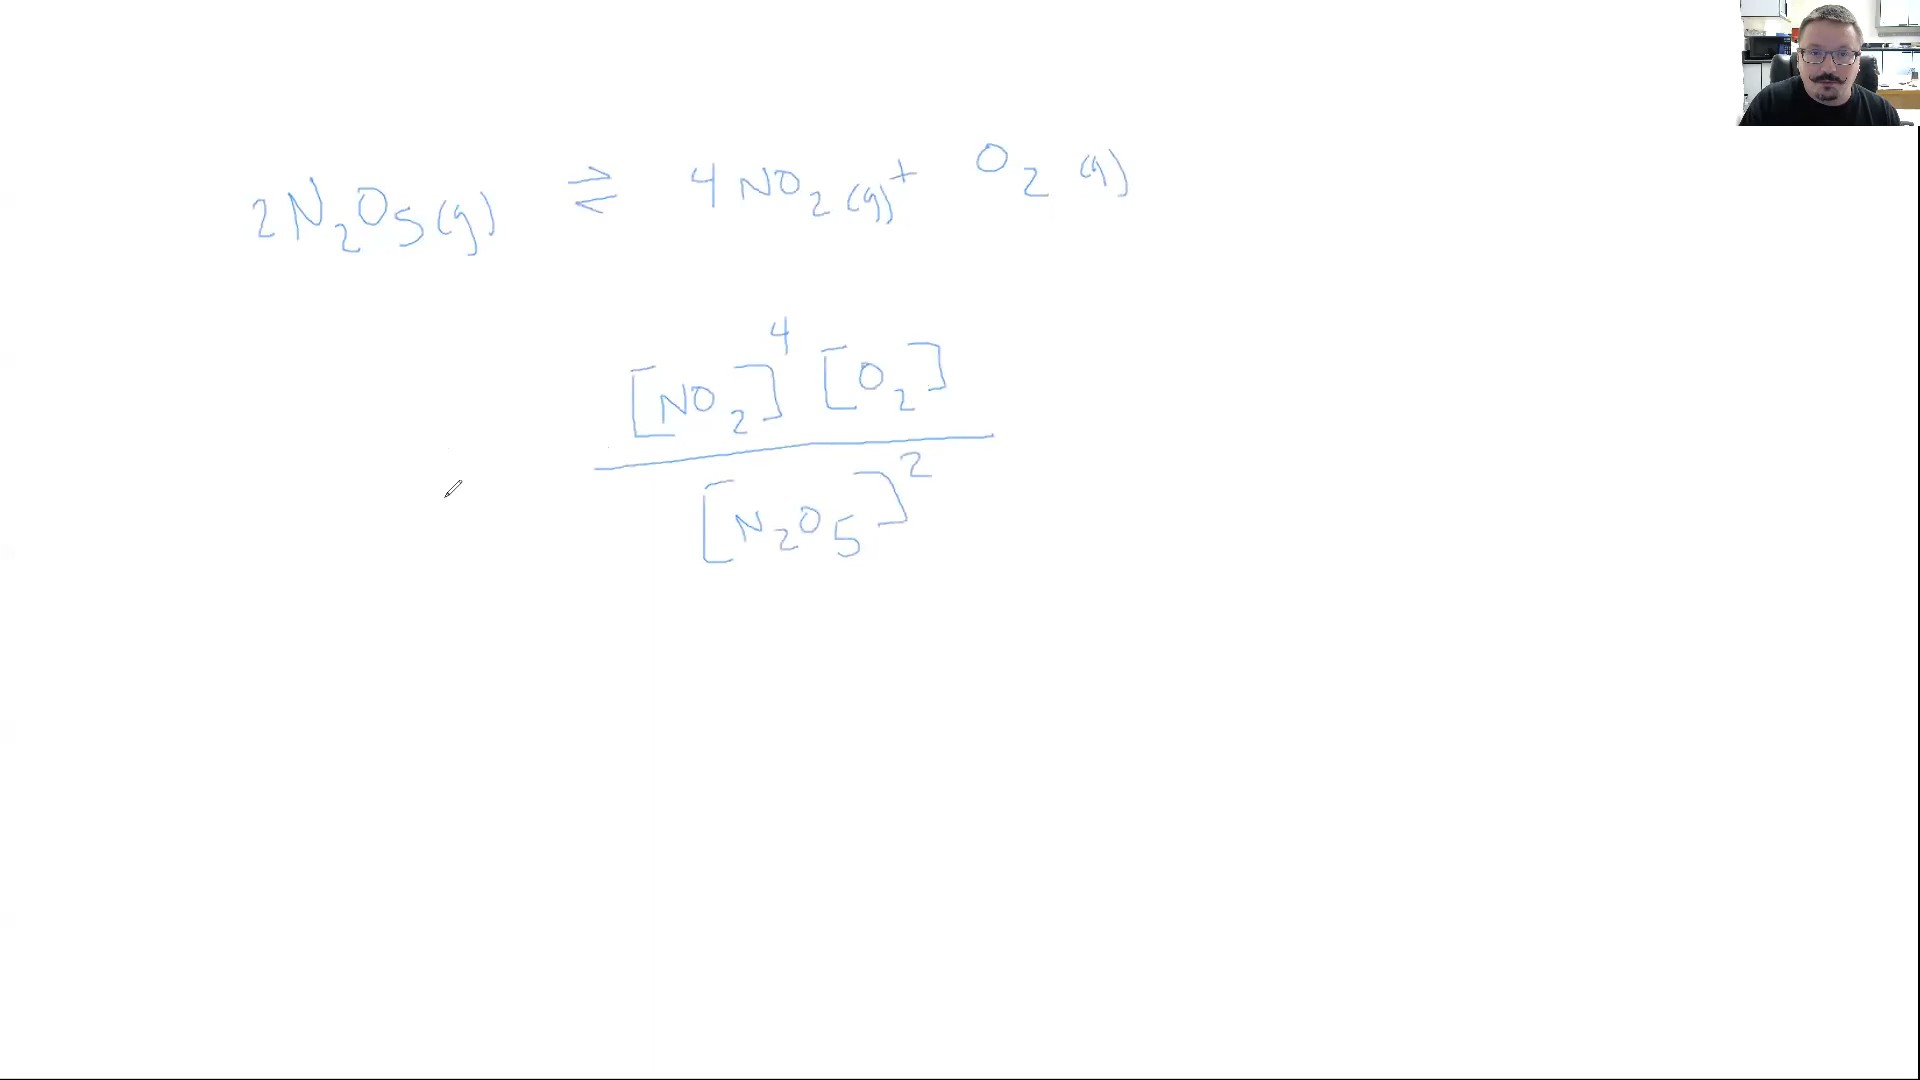 2N₂O₅(g) ⇌ 4NO₂(g) + O₂(g)
[NO₂]⁴ [O₂]
[N₂O₅]²